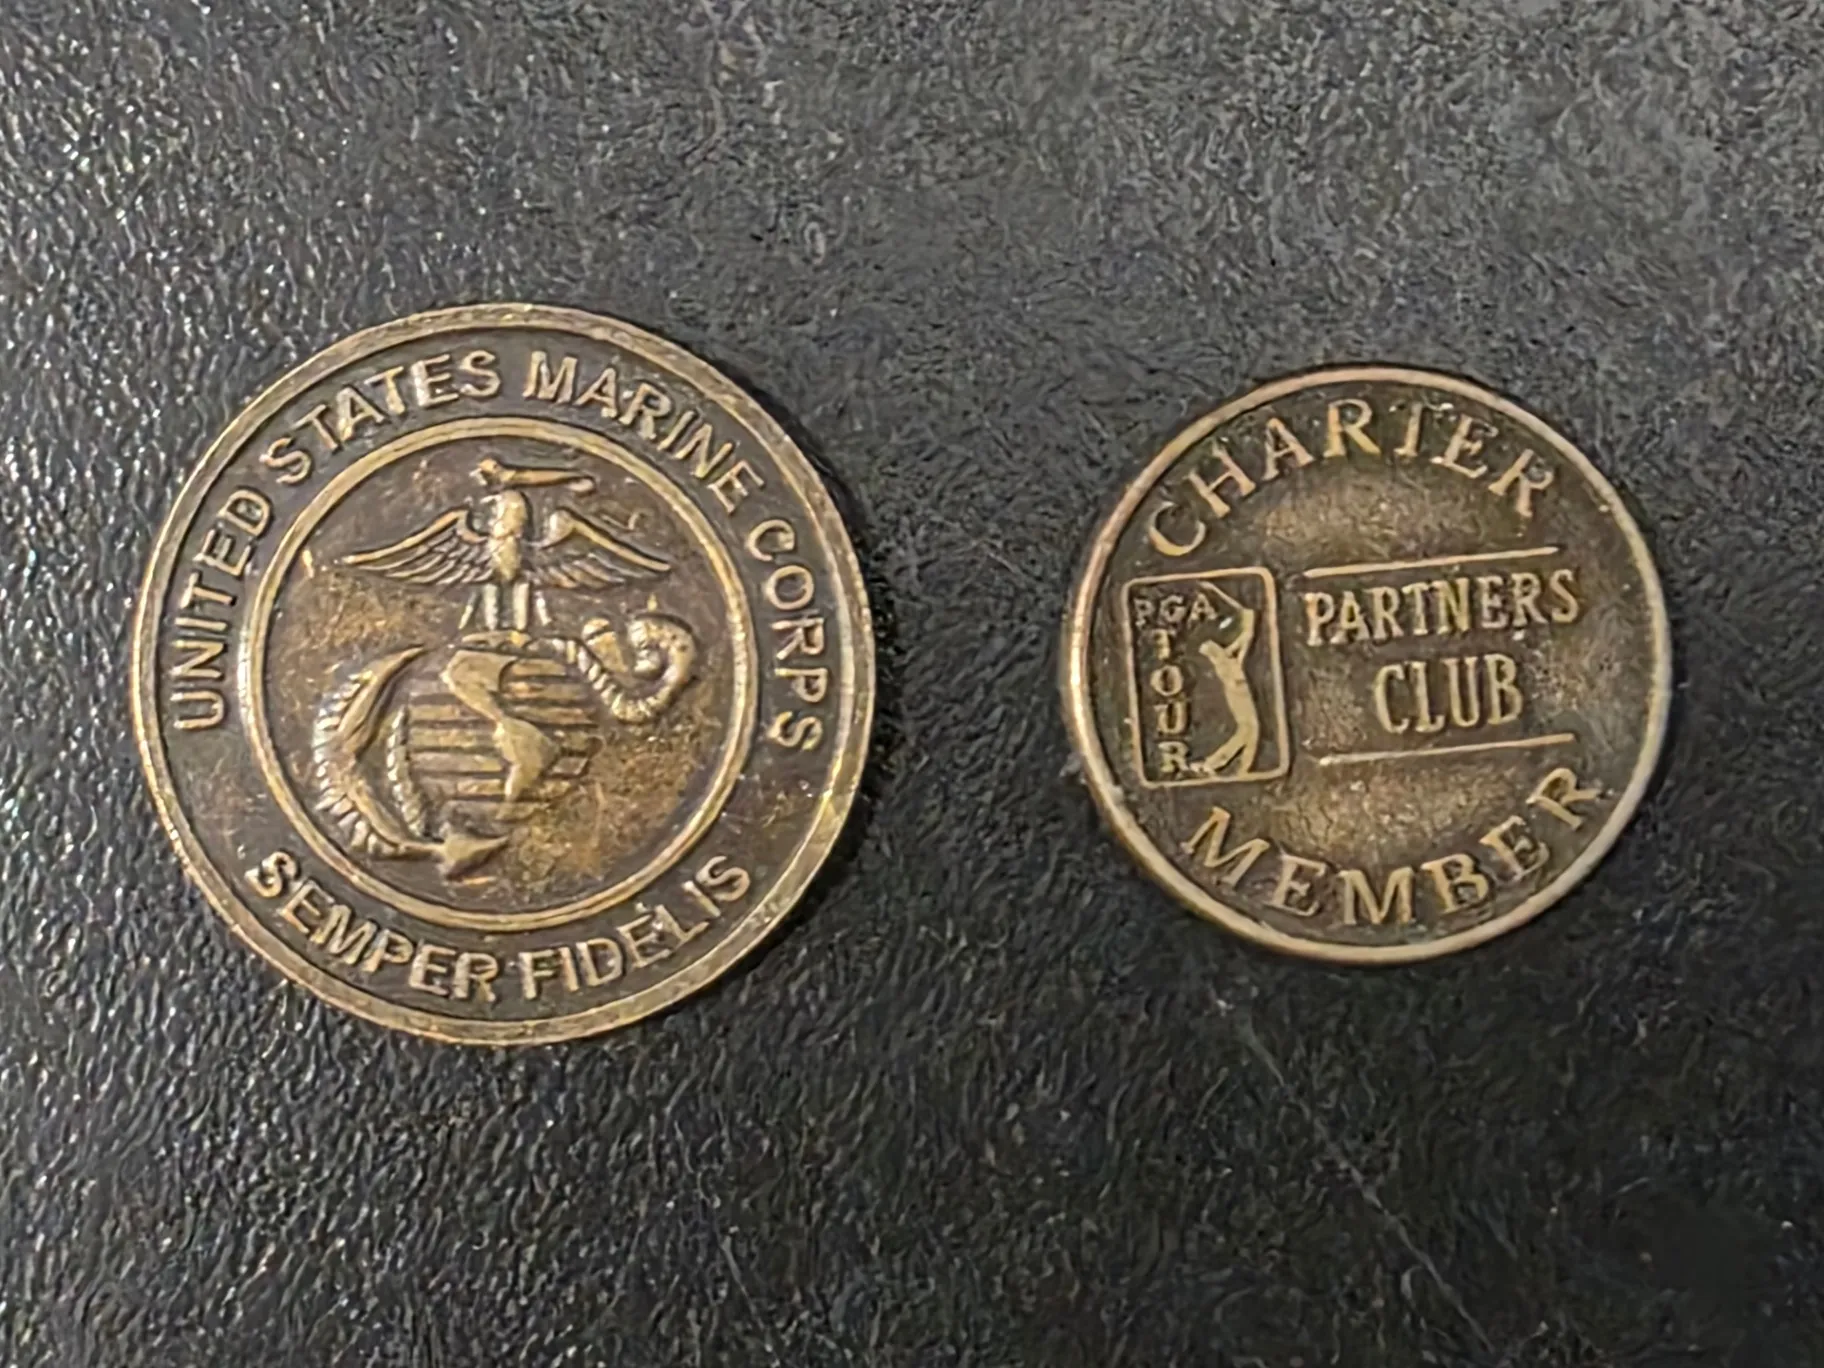 UNITED STATES MARINE CORPS
SEMPER FIDELIS
CHARTER
PGA
TOUR
PARTNERS
CLUB
MEMBER